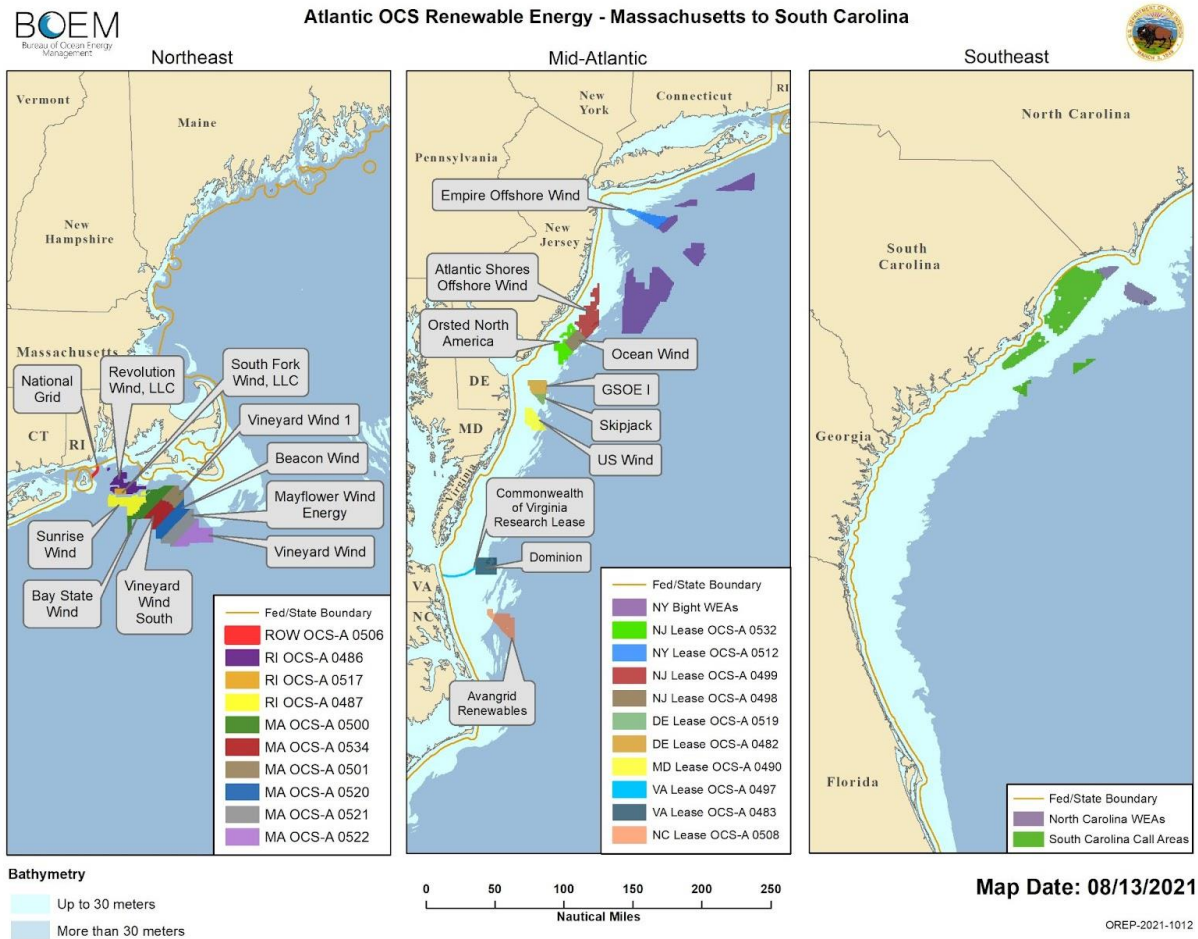 BOEM
Bureau of Ocean Energy
Management
Atlantic OCS Renewable Energy - Massachusetts to South Carolina
Northeast
Vermont
Maine
New
Hampshire
Massachusetts
National
Grid
Revolution
Wind, LLC
South Fork
Wind, LLC
CT
RI
Vineyard Wind 1
Beacon Wind
Mayflower Wind
Energy
Vineyard Wind
Sunrise
Wind
Bay State
Wind
Vineyard
Wind
South
Fed/State Boundary
ROW OCS-A 0506
RI OCS-A 0486
RI OCS-A 0517
RI OCS-A 0487
MA OCS-A 0500
MA OCS-A 0534
MA OCS-A 0501
MA OCS-A 0520
MA OCS-A 0521
MA OCS-A 0522
Mid-Atlantic
New
York
Connecticut
RI
Pennsylvania
Empire Offshore Wind
New
Jersey
Atlantic Shores
Offshore Wind
Orsted North
America
Ocean Wind
DE
GSOE I
Skipjack
MD
US Wind
Virginia
Commonwealth
of Virginia
Research Lease
Dominion
VA
NC
Avangrid
Renewables
Fed/State Boundary
NY Bight WEAs
NJ Lease OCS-A 0532
NY Lease OCS-A 0512
NJ Lease OCS-A 0499
NJ Lease OCS-A 0498
DE Lease OCS-A 0519
DE Lease OCS-A 0482
MD Lease OCS-A 0490
VA Lease OCS-A 0497
VA Lease OCS-A 0483
NC Lease OCS-A 0508
Southeast
North Carolina
South
Carolina
Georgia
Florida
Fed/State Boundary
North Carolina WEAs
South Carolina Call Areas
Bathymetry
Up to 30 meters
More than 30 meters
0 50 100 150 200 250
Nautical Miles
Map Date: 08/13/2021
OREP-2021-1012